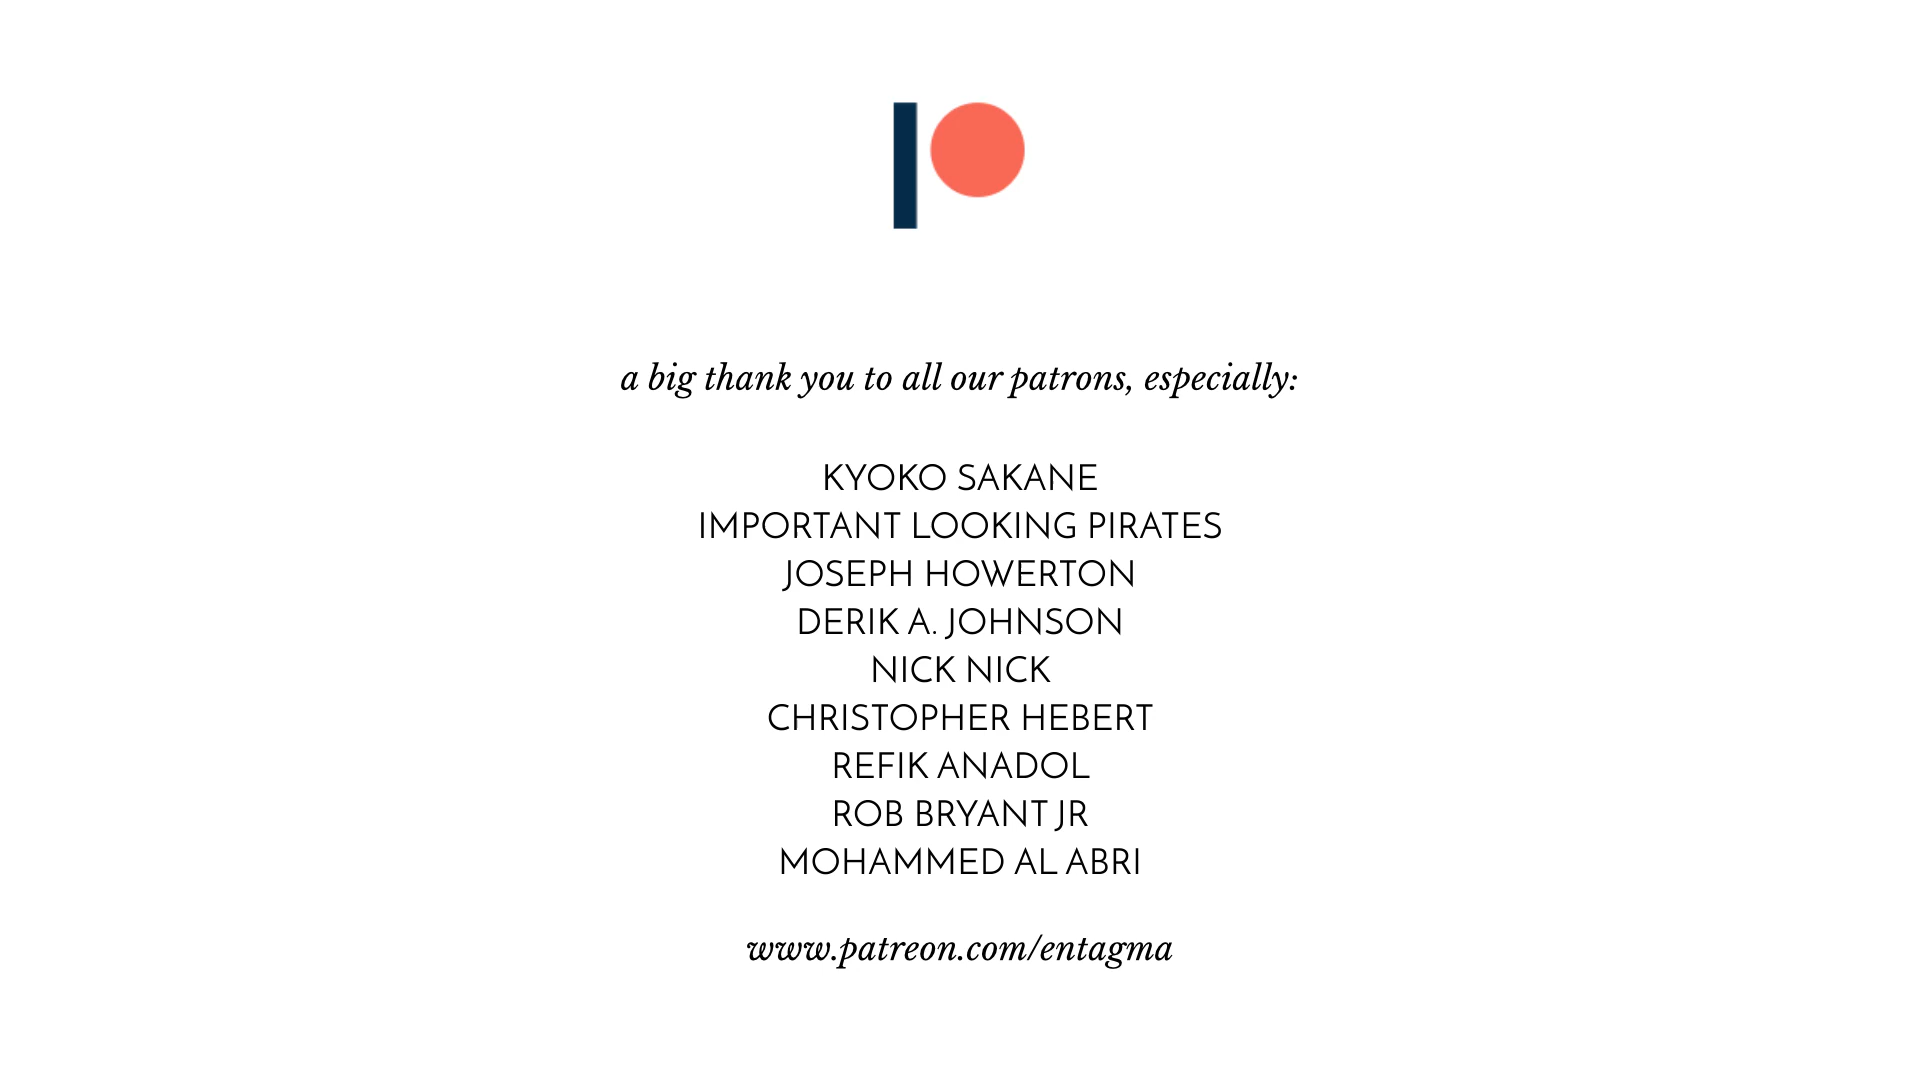 a big thank you to all our patrons, especially:
KYOKO SAKANE
IMPORTANT LOOKING PIRATES
JOSEPH HOWERTON
DERIK A. JOHNSON
NICK NICK
CHRISTOPHER HEBERT
REFIK ANADOL
ROB BRYANT JR
MOHAMMED AL ABRI
www.patreon.com/entagma